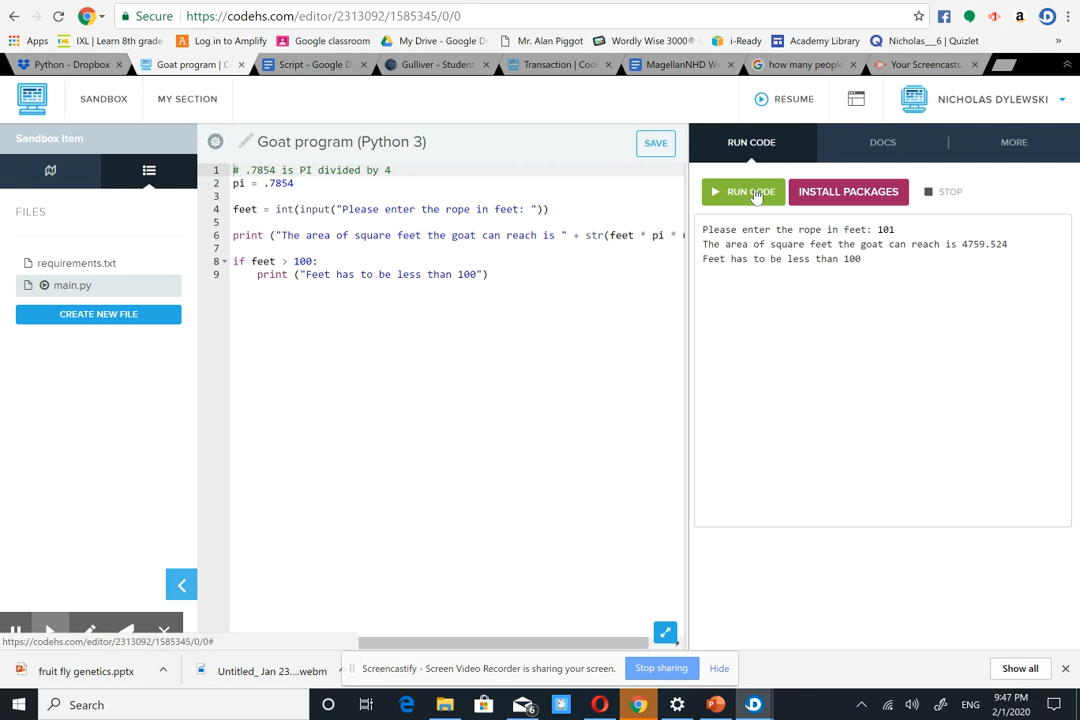 Secure https://codehs.com/editor/2313092/1585345/0/0
Apps IXL | Learn 8th grade Log in to Amplify Google classroom My Drive - Google D Mr. Alan Piggot Wordly Wise 3000® i-Ready Academy Library Nicholas___6 | Quizlet »
Python - Dropbox Goat program | C Script - Google D Gulliver - Student Transaction | Cod MagellanNHD W how many people Your Screencasts
SANDBOX MY SECTION RESUME NICHOLAS DYLEWSKI
Sandbox Item Goat program (Python 3) SAVE RUN CODE DOCS MORE
FILES
requirements.txt
main.py
CREATE NEW FILE
1 # .7854 is PI divided by 4
2 pi = .7854
3
4 feet = int(input("Please enter the rope in feet: "))
5
6 print ("The area of square feet the goat can reach is " + str(feet * pi *
7
8 if feet > 100:
9 print ("Feet has to be less than 100")
RUN CODE INSTALL PACKAGES STOP
Please enter the rope in feet: 101
The area of square feet the goat can reach is 4759.524
Feet has to be less than 100
https://codehs.com/editor/2313092/1585345/0/0#
fruit fly genetics.pptx Untitled_ Jan 23....webm Screencastify - Screen Video Recorder is sharing your screen. Stop sharing Hide Show all
Search 6 ENG 9:47 PM
2/1/2020